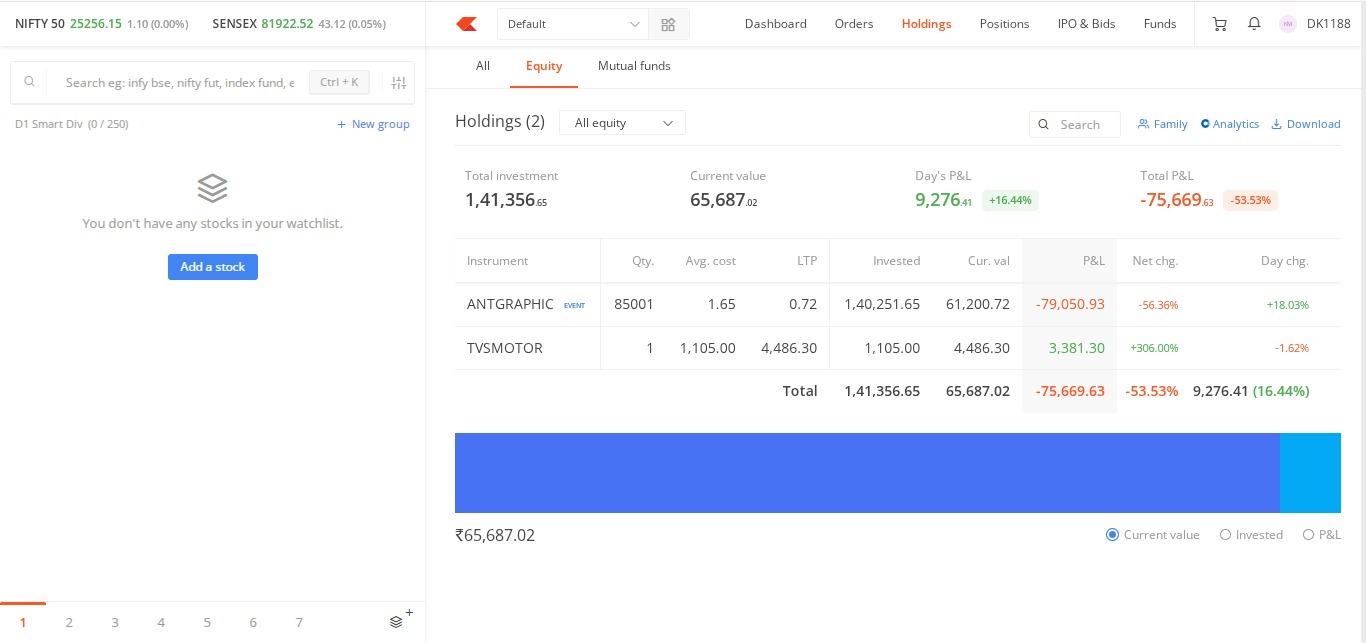 NIFTY 50 25256.15 1.10 (0.00%) SENSEX 81922.52 43.12 (0.05%)
Default
Dashboard Orders Holdings Positions IPO & Bids Funds
NM DK1188
Search eg: infy bse, nifty fut, index fund, e Ctrl + K
D1 Smart Div (0 / 250) + New group
You don't have any stocks in your watchlist.
Add a stock
1 2 3 4 5 6 7
All Equity Mutual funds
Holdings (2) All equity Search Family Analytics Download
Total investment Current value Day's P&L Total P&L
1,41,356.65 65,687.02 9,276.41 +16.44% -75,669.63 -53.53%
Instrument Qty. Avg. cost LTP Invested Cur. val P&L Net chg. Day chg.
ANTGRAPHIC EVENT 85001 1.65 0.72 1,40,251.65 61,200.72 -79,050.93 -56.36% +18.03%
TVSMOTOR 1 1,105.00 4,486.30 1,105.00 4,486.30 3,381.30 +306.00% -1.62%
Total 1,41,356.65 65,687.02 -75,669.63 -53.53% 9,276.41 (16.44%)
₹65,687.02 Current value Invested P&L